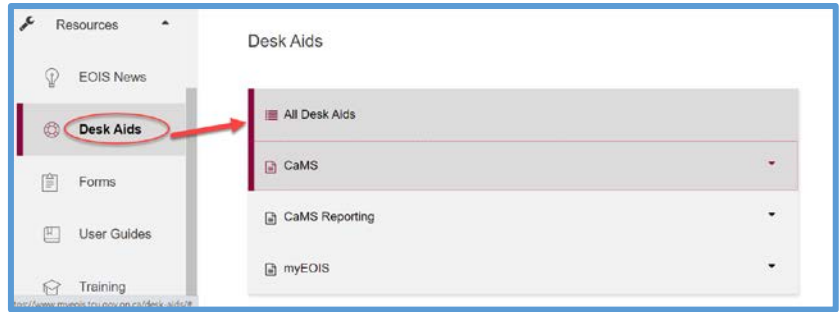 Resources
EOIS News
Desk Aids
Forms
User Guides
Training
Desk Aids
All Desk Aids
CaMS
CaMS Reporting
myEOIS